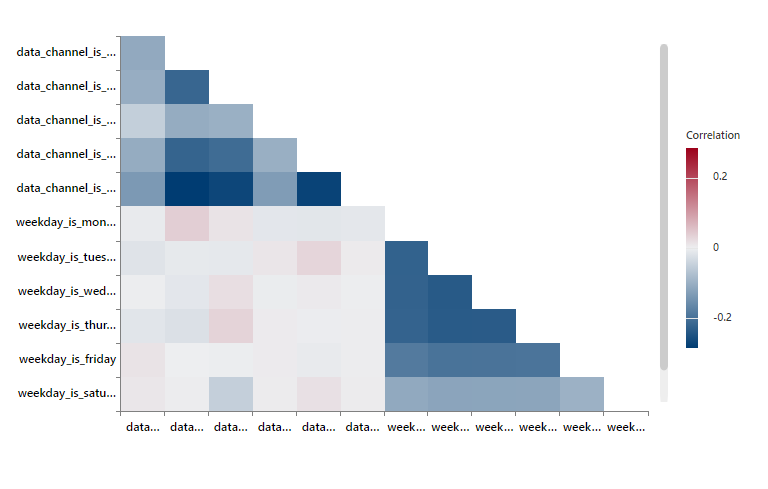 data_channel_is_...
data_channel_is_...
data_channel_is_...
data_channel_is_...
data_channel_is_...
weekday_is_mon...
weekday_is_tues...
weekday_is_wed...
weekday_is_thur...
weekday_is_friday
weekday_is_satu...
data... data... data... data... data... data... week... week... week... week... week... week...
Correlation
0.2
0
-0.2